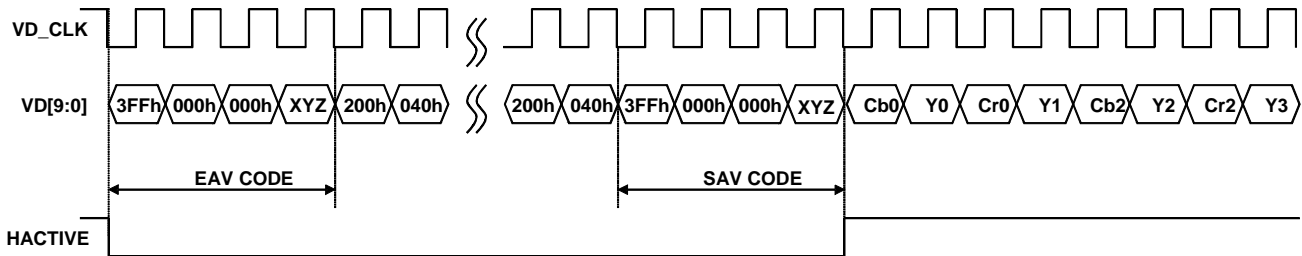 VD_CLK
VD[9:0] 3FFh 000h 000h XYZ 200h 040h 200h 040h 3FFh 000h 000h XYZ Cb0 Y0 Cr0 Y1 Cb2 Y2 Cr2 Y3
EAV CODE SAV CODE
HACTIVE